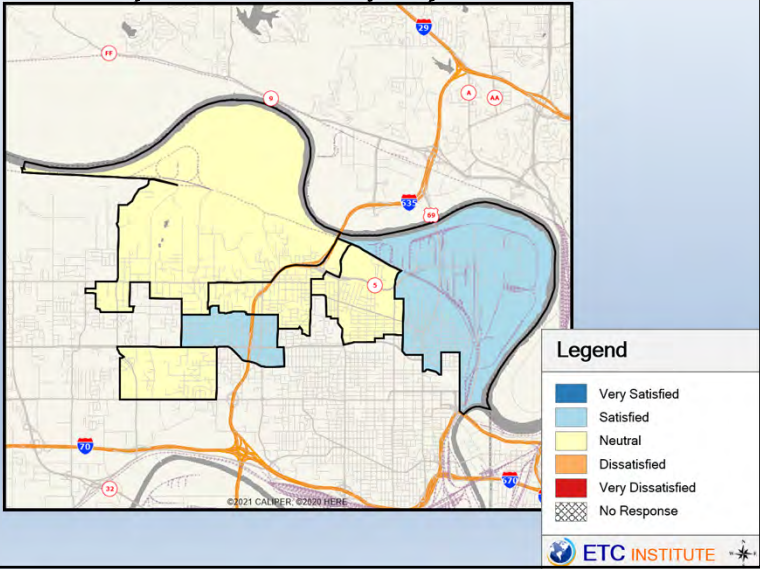 29
FF
9
A
AA
635
69
5
Legend
Very Satisfied
Satisfied
Neutral
Dissatisfied
Very Dissatisfied
No Response
70
32
670
©2021 CALIPER; ©2020 HERE
ETC INSTITUTE